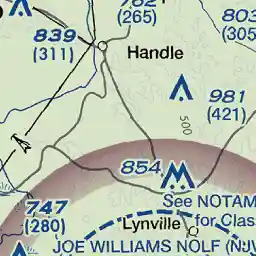 762
(265)
803
(305)
839
(311)
Handle
981
(421)
500
854
See NOTAM
for Clas
747
(280)
Lynville
JOE WILLIAMS NOLF (NJW